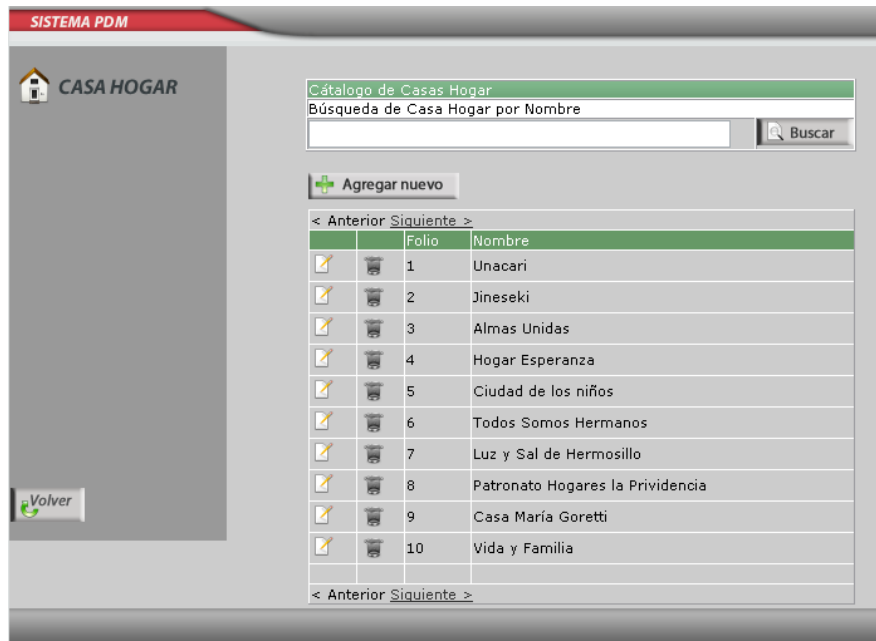 SISTEMA PDM
CASA HOGAR
Cátalogo de Casas Hogar
Búsqueda de Casa Hogar por Nombre
Buscar
Agregar nuevo
< Anterior Siguiente >
Folio Nombre
1 Unacari
2 Jineseki
3 Almas Unidas
4 Hogar Esperanza
5 Ciudad de los niños
6 Todos Somos Hermanos
7 Luz y Sal de Hermosillo
8 Patronato Hogares la Prividencia
9 Casa María Goretti
10 Vida y Familia
< Anterior Siguiente >
Volver